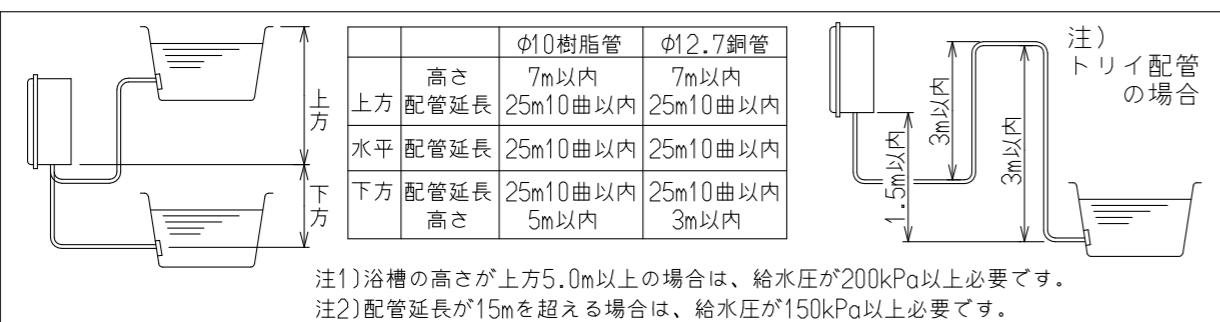 上方
下方
φ10樹脂管 φ12.7銅管
上方 高さ 7m以内 7m以内
配管延長 25m10曲以内 25m10曲以内
水平 配管延長 25m10曲以内 25m10曲以内
下方 配管延長 25m10曲以内 25m10曲以内
高さ 5m以内 3m以内
1.5m以内
3m以内
3m以内
注)
トリイ配管
の場合
注1)浴槽の高さが上方5.0m以上の場合は、給水圧が200kPa以上必要です。
注2)配管延長が15mを超える場合は、給水圧が150kPa以上必要です。